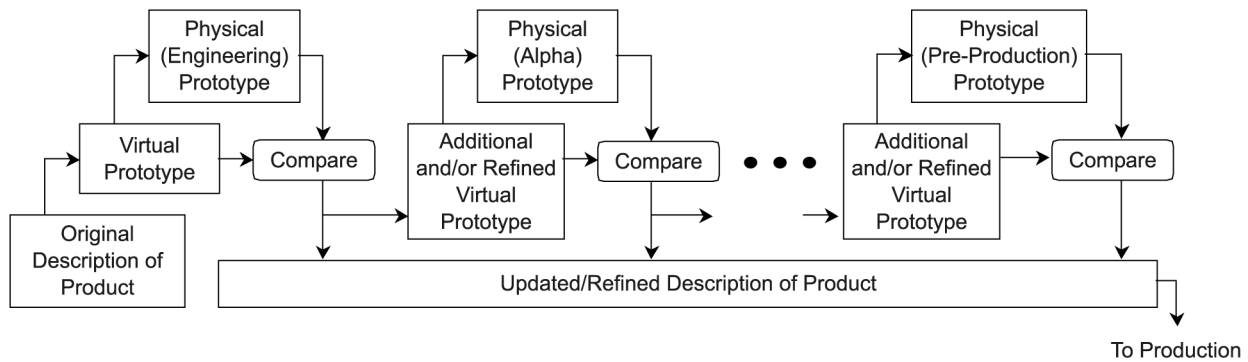 Physical
(Engineering)
Prototype
Physical
(Alpha)
Prototype
Physical
(Pre-Production)
Prototype
Virtual
Prototype
Compare
Additional
and/or Refined
Virtual
Prototype
Compare
Additional
and/or Refined
Virtual
Prototype
Compare
Original
Description of
Product
Updated/Refined Description of Product
To Production